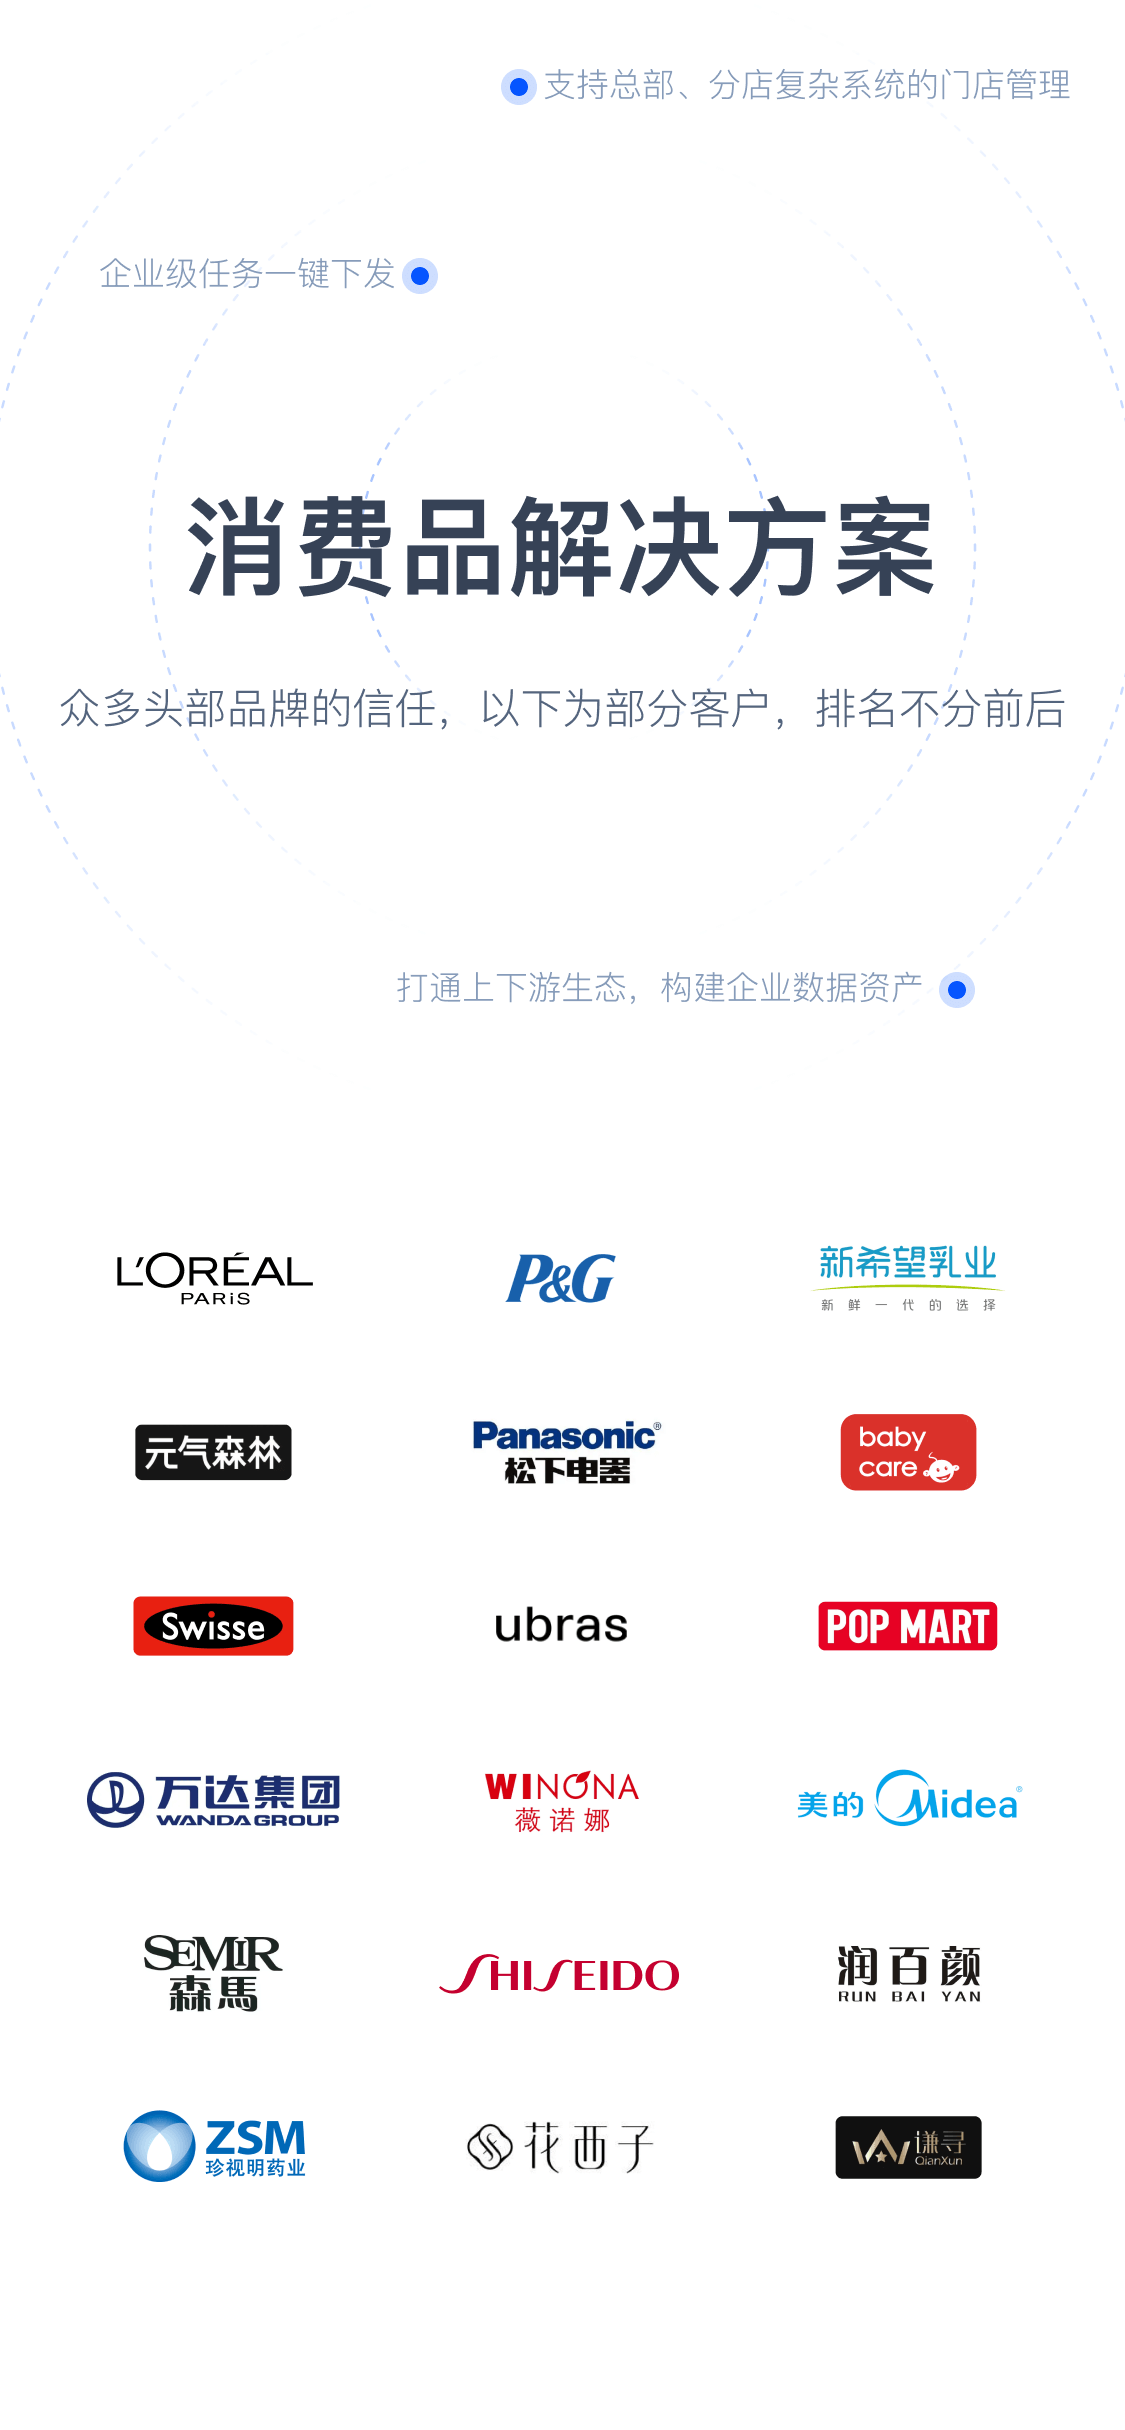 支持总部、分店复杂系统的门店管理
企业级任务一键下发
消费品解决方案
众多头部品牌的信任，以下为部分客户，排名不分前后
打通上下游生态，构建企业数据资产
L'ORÉAL
PARiS
P&G
新希望乳业
新鲜一代的选择
元气森林
Panasonic®
松下电器
baby
care
Swisse
ubras
POP MART
万达集团
WANDA GROUP
WINONA
薇诺娜
美的 Midea®
SEMIR
森馬
SHISEIDO
润百颜
RUN BAI YAN
ZSM
珍视明药业
花西子
谦寻
QianXun